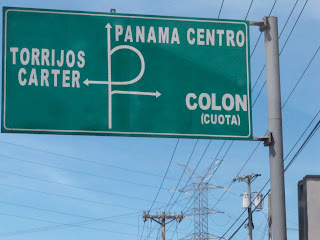 PANAMA CENTRO
TORRIJOS
CARTER
COLON
(CUOTA)